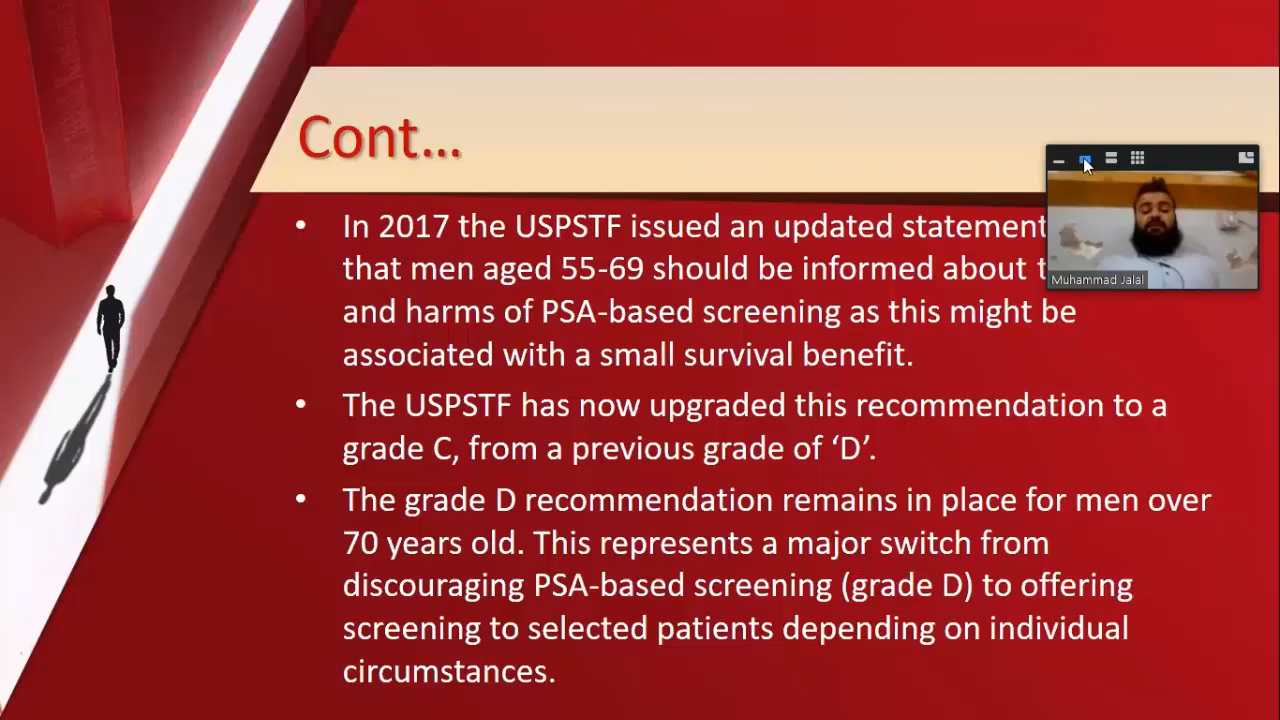 Cont...
• In 2017 the USPSTF issued an updated statement
that men aged 55-69 should be informed about
and harms of PSA-based screening as this might be
associated with a small survival benefit.
• The USPSTF has now upgraded this recommendation to a
grade C, from a previous grade of ‘D’.
• The grade D recommendation remains in place for men over
70 years old. This represents a major switch from
discouraging PSA-based screening (grade D) to offering
screening to selected patients depending on individual
circumstances.
Muhammad Jalal